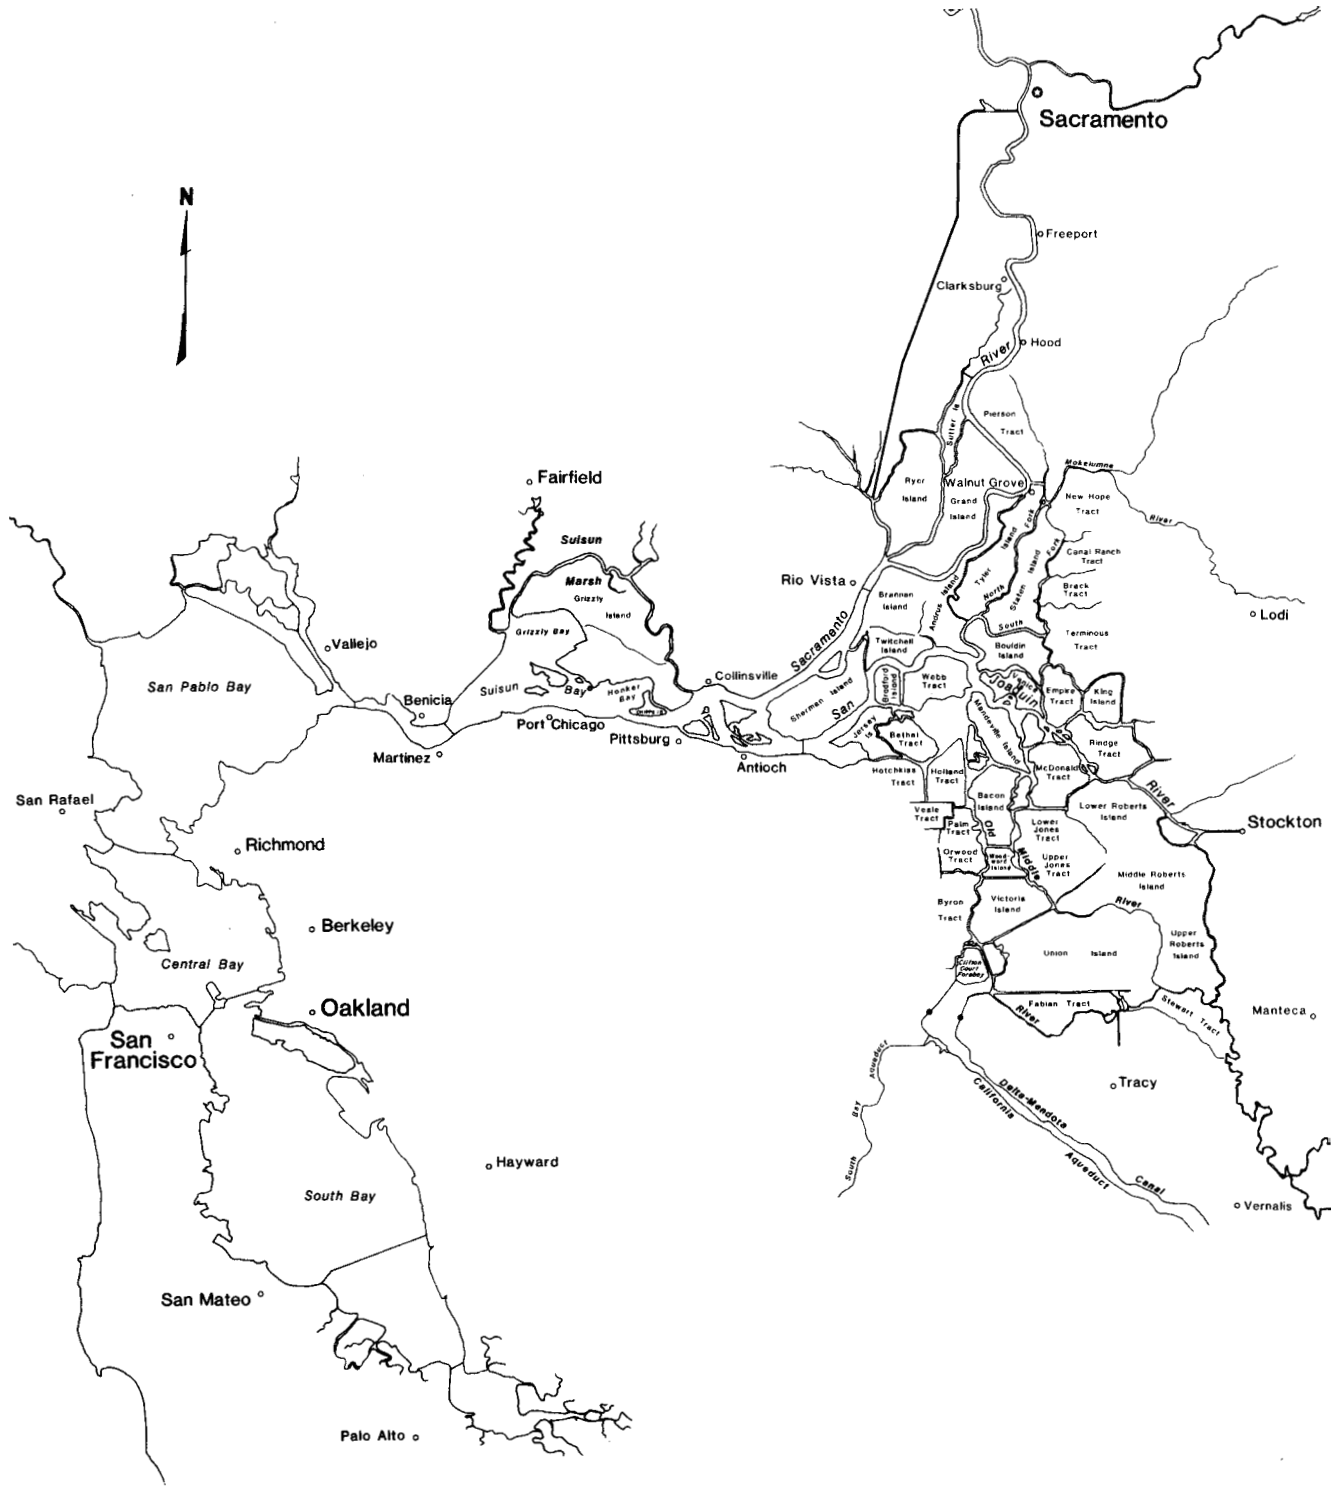 Sacramento
N
Freeport
Clarksburg
Hood
River
Sutter Is
Pierson
Tract
Mokelumne
River
Fairfield
Ryer
Island
Walnut Grove
Grand
Island
New Hope
Tract
Suisun
Marsh
Grizzly
Island
Grizzly Bay
Rio Vista
Brannan
Island
Andrus Island
Tyler
Island
North
Fork
Staten
Island
South
Fork
Canal Ranch
Tract
Brack
Tract
Terminous
Tract
Lodi
Vallejo
San Pablo Bay
Benicia
Suisun
Bay
Honker
Bay
Collinsville
Sacramento
Twitchell
Island
Bouldin
Island
Port Chicago
Pittsburg
Martinez
Antioch
Sherman Island
San
Joaquin
River
Jersey
Is
Bradford
Island
Webb
Tract
Venice
Empire
Tract
King
Island
Mandeville Island
Bethel
Tract
Hotchkiss
Tract
Holland
Tract
McDonald
Tract
Rindge
Tract
San Rafael
Richmond
Veale
Tract
Palm
Tract
Orwood
Tract
Bacon
Island
Old
Wood-
ward
Island
Middle
River
Lower
Jones
Tract
Upper
Jones
Tract
Lower Roberts
Island
Stockton
Middle Roberts
Island
Berkeley
Central Bay
Byron
Tract
Victoria
Island
Upper
Roberts
Island
Union Island
Clifton
Court
Forebay
Oakland
San
Francisco
Fabian Tract
River
Stewart Tract
Manteca
Tracy
South Bay Aqueduct
Delta-Mendota
Canal
California
Aqueduct
Hayward
South Bay
Vernalis
San Mateo
Palo Alto